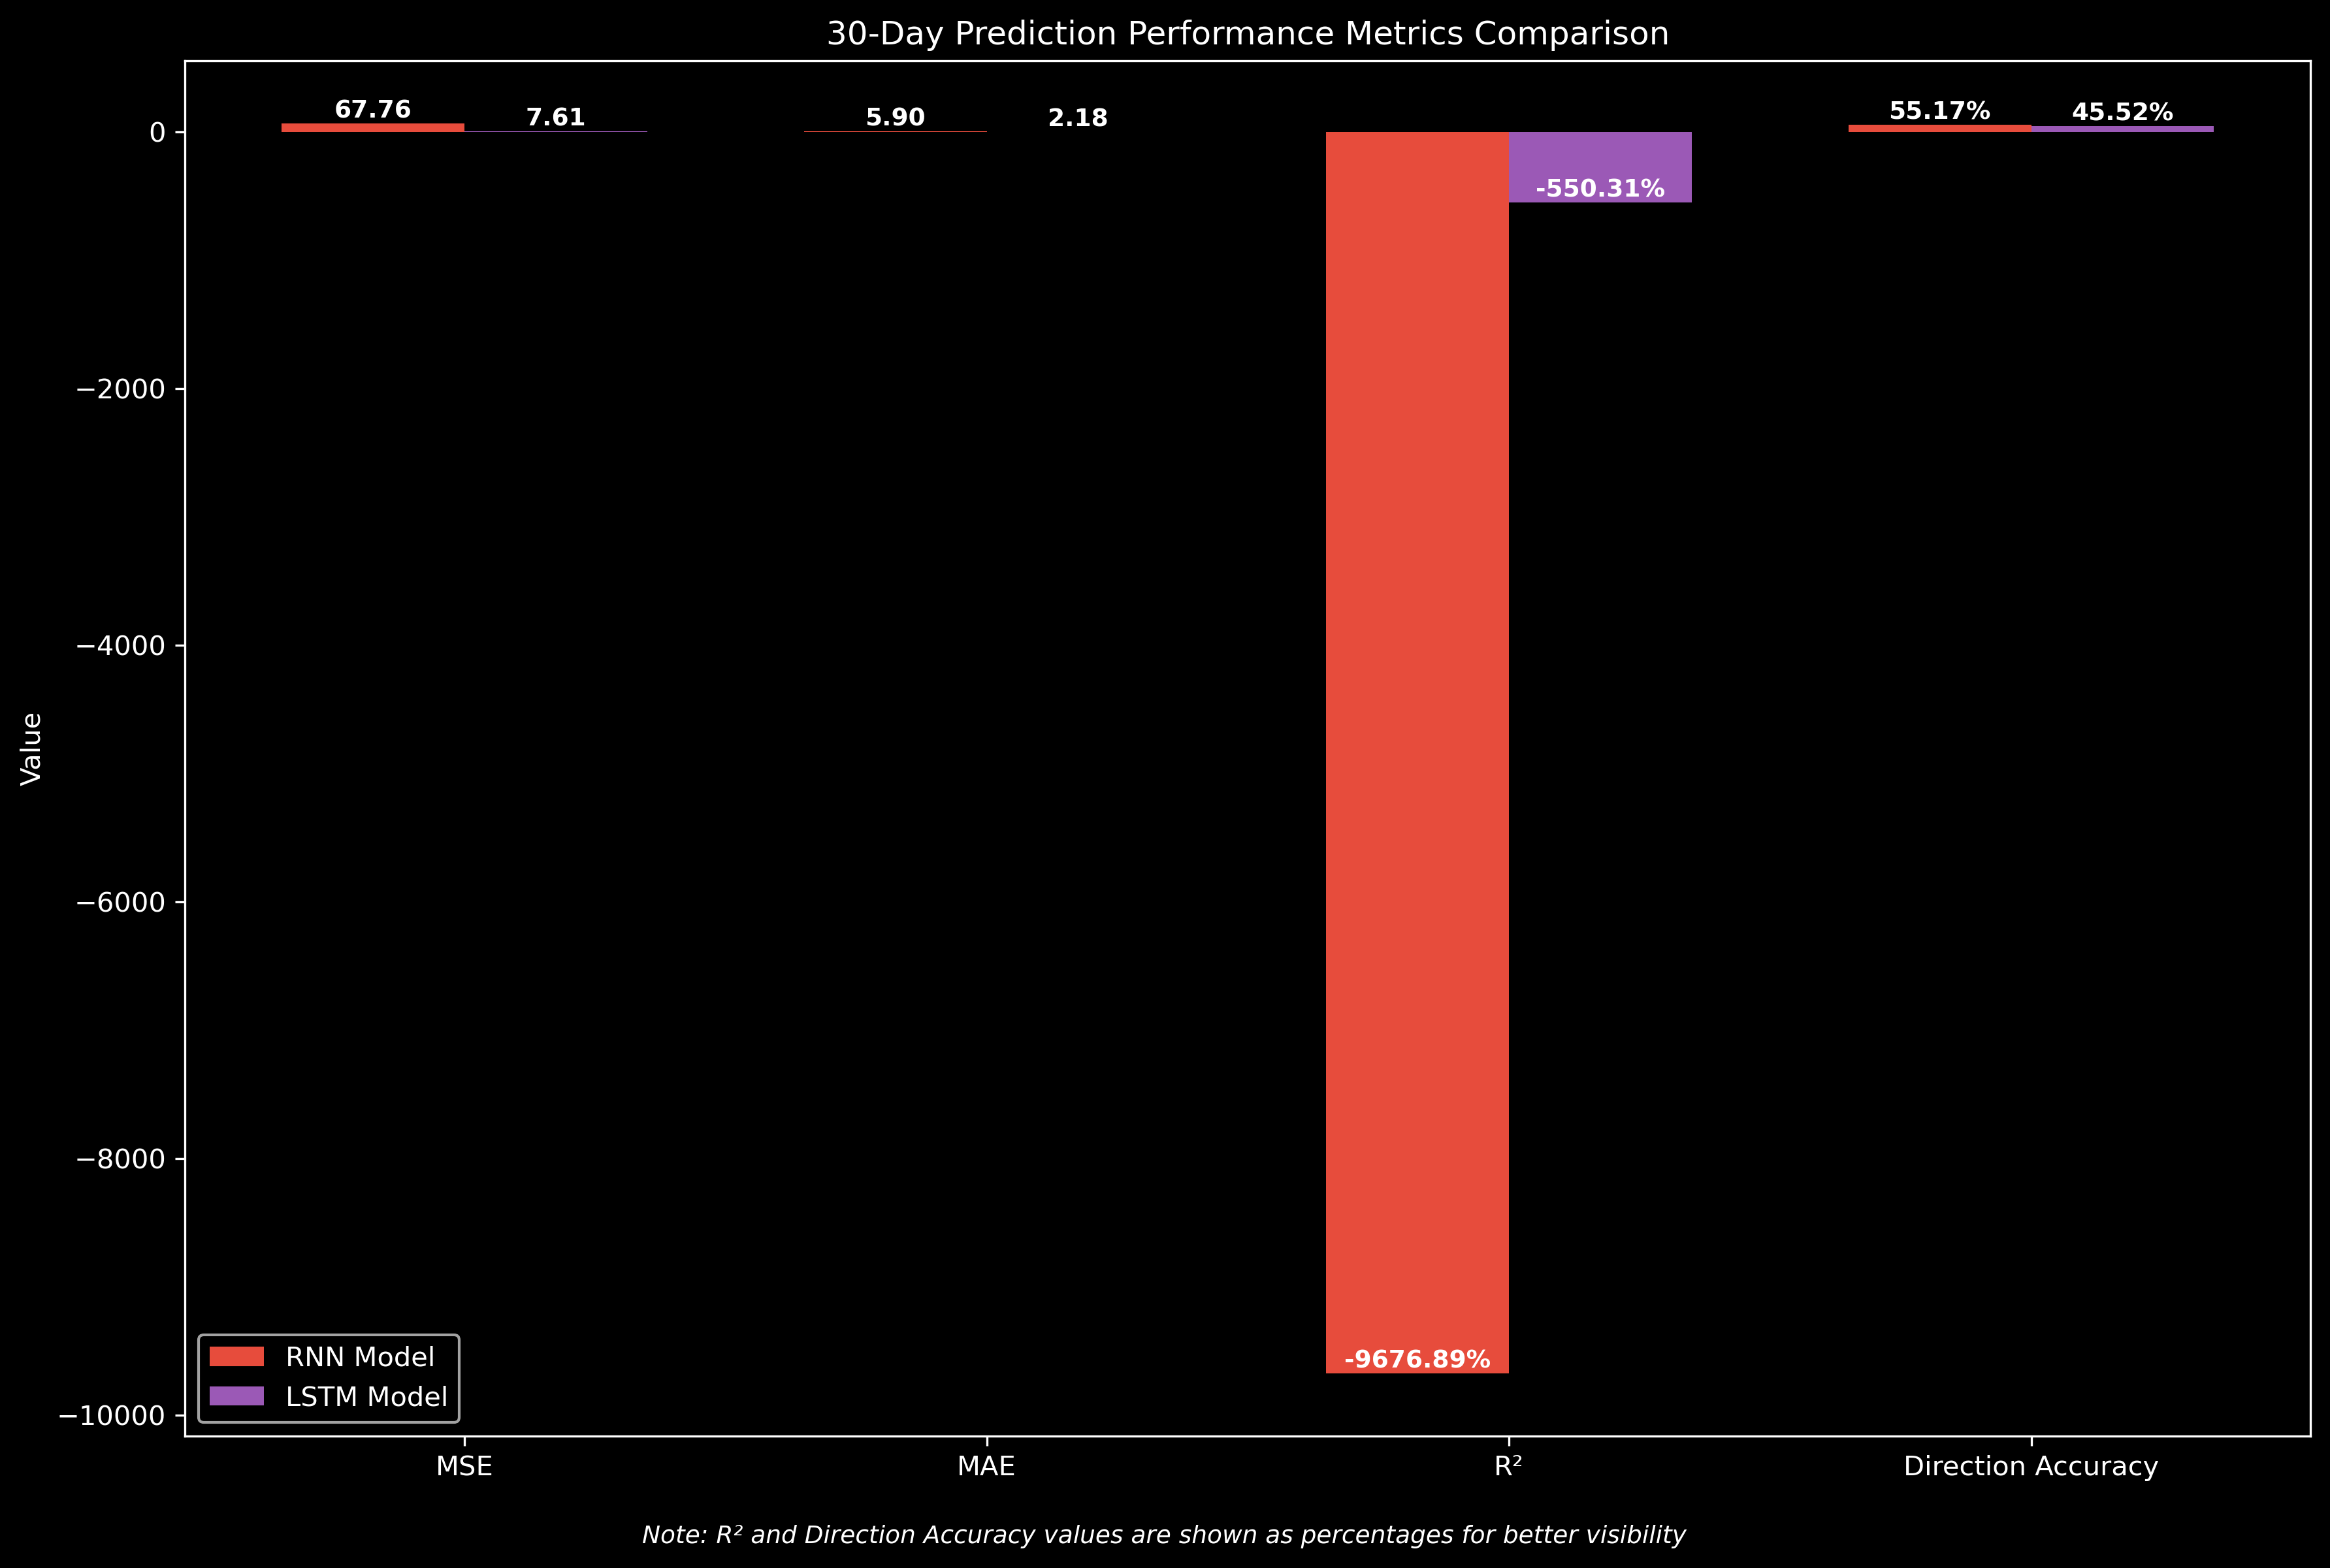 30-Day Prediction Performance Metrics Comparison
67.76
7.61
5.90
2.18
-9676.89%
-550.31%
55.17%
45.52%
0
−2000
−4000
−6000
−8000
−10000
Value
RNN Model
LSTM Model
MSE
MAE
R²
Direction Accuracy
Note: R² and Direction Accuracy values are shown as percentages for better visibility